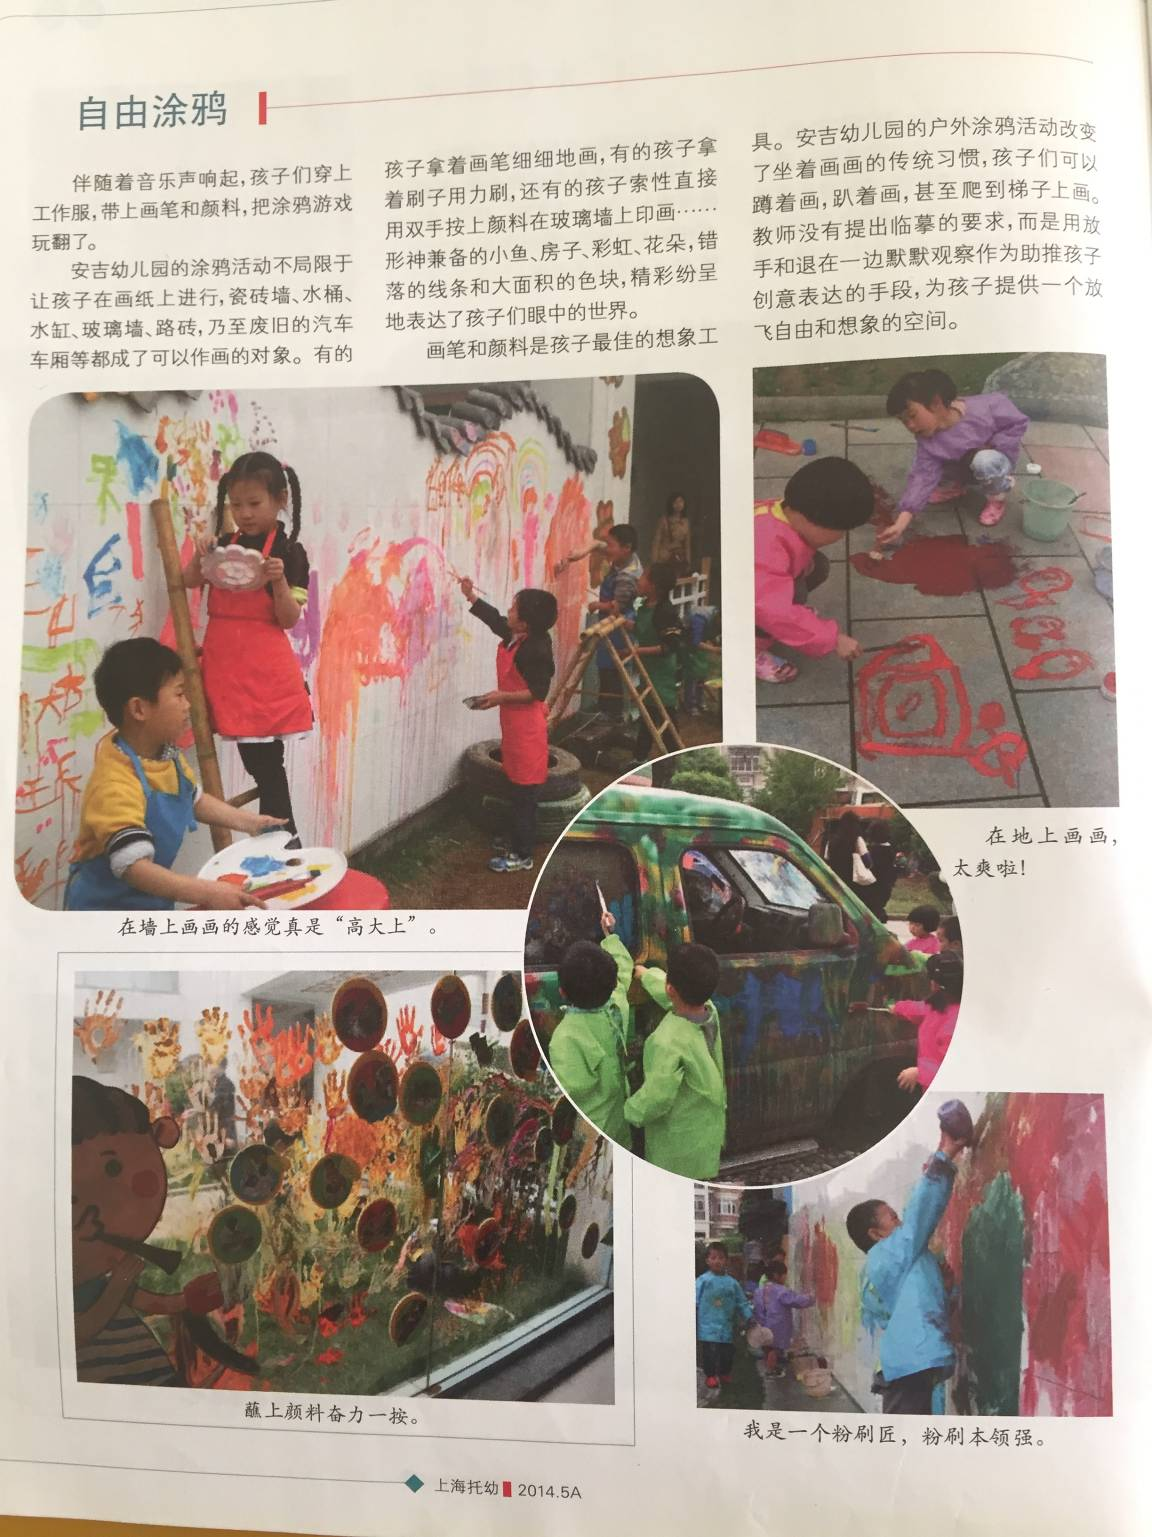 自由涂鸦
伴随着音乐声响起,孩子们穿上
工作服,带上画笔和颜料,把涂鸦游戏
玩翻了。
安吉幼儿园的涂鸦活动不局限于
让孩子在画纸上进行,瓷砖墙、水桶、
水缸、玻璃墙、路砖,乃至废旧的汽车
车厢等都成了可以作画的对象。有的
孩子拿着画笔细细地画,有的孩子拿
着刷子用力刷,还有的孩子索性直接
用双手按上颜料在玻璃墙上印画……
形神兼备的小鱼、房子、彩虹、花朵,错
落的线条和大面积的色块,精彩纷呈
地表达了孩子们眼中的世界。
画笔和颜料是孩子最佳的想象工
具。安吉幼儿园的户外涂鸦活动改变
了坐着画画的传统习惯,孩子们可以
蹲着画,趴着画,甚至爬到梯子上画。
教师没有提出临摹的要求,而是用放
手和退在一边默默观察作为助推孩子
创意表达的手段,为孩子提供一个放
飞自由和想象的空间。
在地上画画,
太爽啦!
在墙上画画的感觉真是“高大上”。
蘸上颜料奋力一按。
我是一个粉刷匠,粉刷本领强。
上海托幼 2014.5A